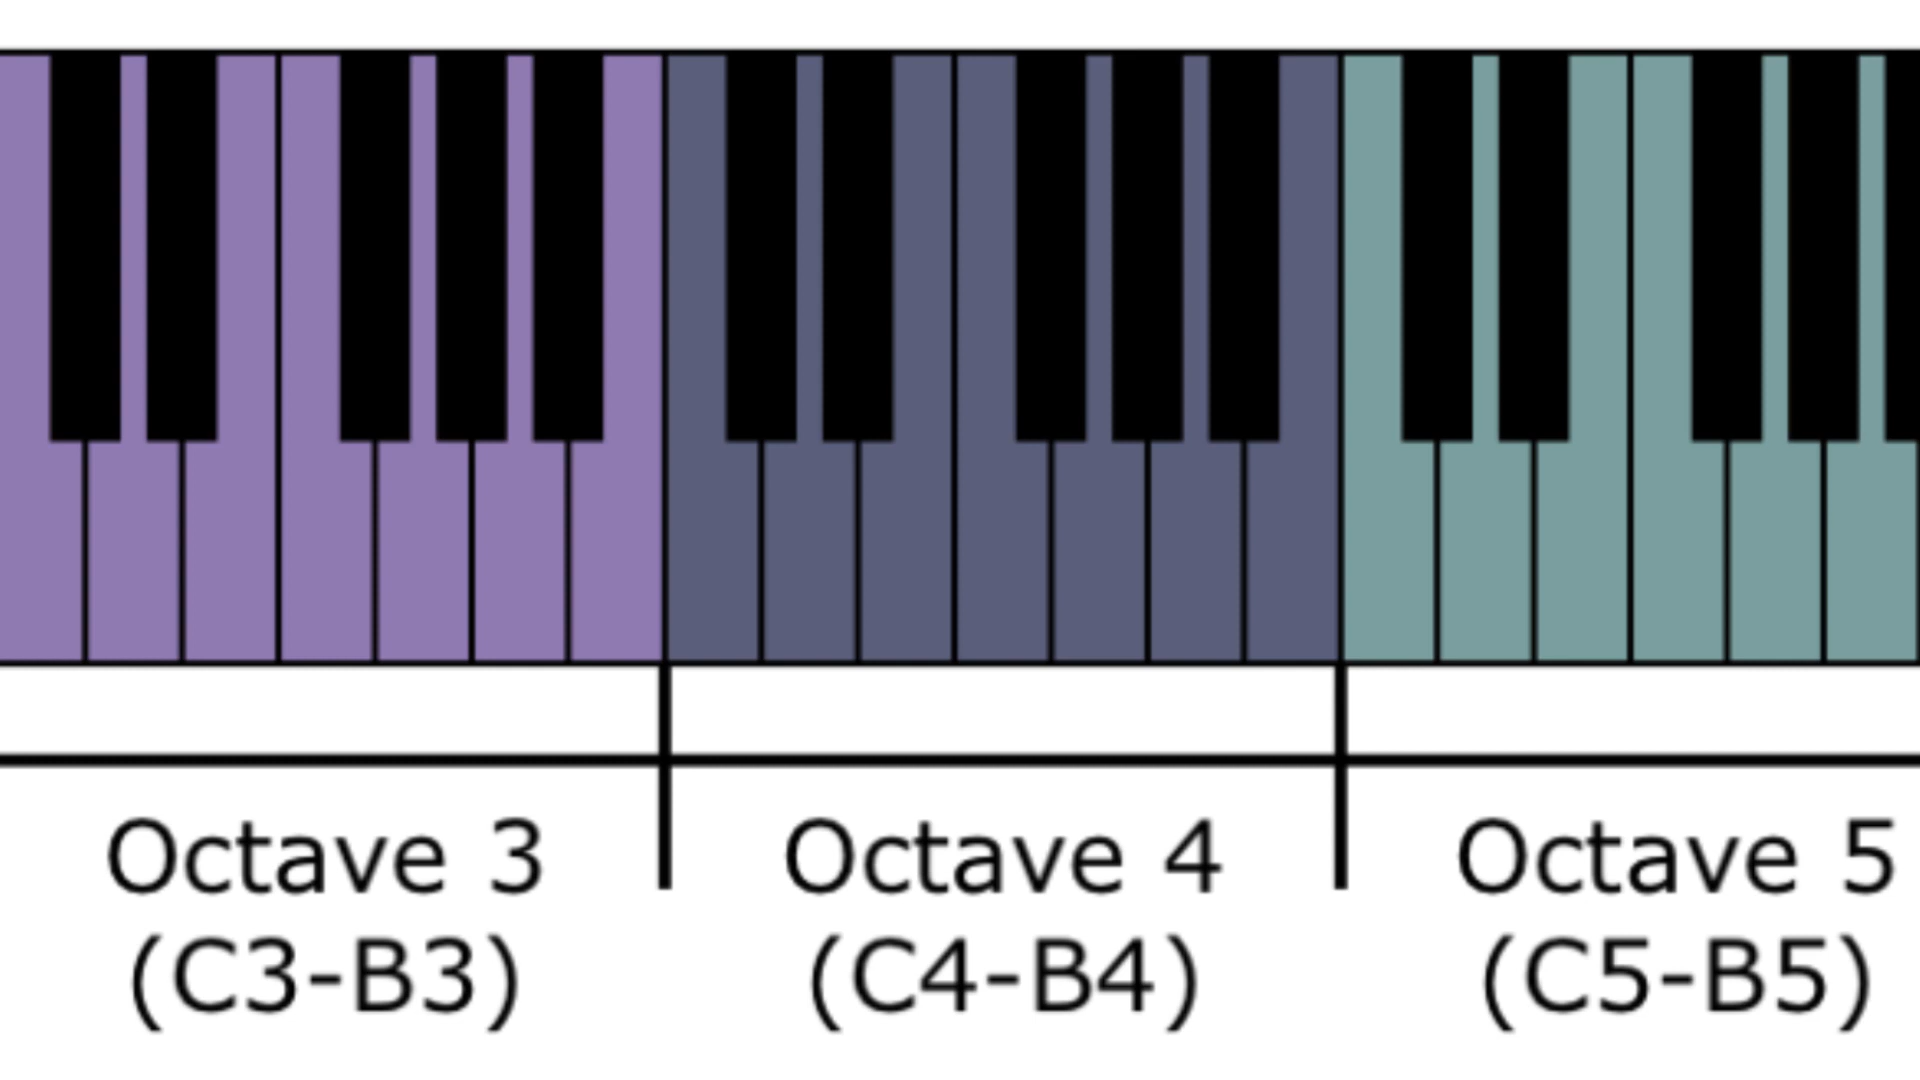 Octave 3
(C3-B3)
Octave 4
(C4-B4)
Octave 5
(C5-B5)